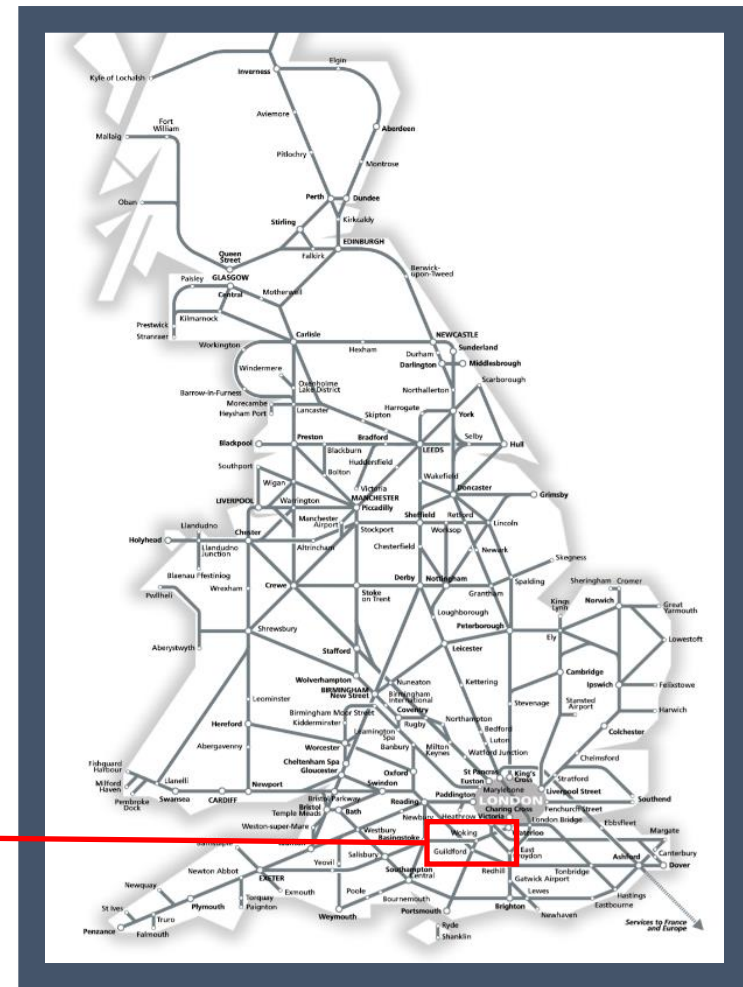 Elgin
Kyle of Lochalsh
Inverness
Aviemore
Fort
William
Mallaig
Aberdeen
Pitlochry
Montrose
Perth
Dundee
Oban
Stirling
Kirkcaldy
EDINBURGH
Queen
Street
Falkirk
GLASGOW
Paisley
Central
Motherwell
Berwick-
upon-Tweed
Prestwick
Kilmarnock
Stranraer
Carlisle
NEWCASTLE
Workington
Hexham
Sunderland
Durham
Darlington
Middlesbrough
Windermere
Oxenholme
Lake District
Northallerton
Scarborough
Barrow-in-Furness
Morecambe
Heysham Port
Lancaster
Harrogate
Skipton
York
Blackpool
Preston
Bradford
Selby
Blackburn
LEEDS
Hull
Southport
Huddersfield
Bolton
Wakefield
Wigan
Victoria
Doncaster
Grimsby
LIVERPOOL
Warrington
MANCHESTER
Piccadilly
Manchester
Airport
Sheffield
Retford
Lincoln
Llandudno
Stockport
Worksop
Holyhead
Chester
Altrincham
Chesterfield
Newark
Llandudno
Junction
Skegness
Blaenau Ffestiniog
Wrexham
Crewe
Stoke
on Trent
Derby
Nottingham
Grantham
Spalding
Sheringham
Cromer
Pwllheli
Kings
Lynn
Norwich
Great
Yarmouth
Loughborough
Shrewsbury
Peterborough
Ely
Lowestoft
Aberystwyth
Stafford
Leicester
Wolverhampton
Nuneaton
Kettering
Cambridge
BIRMINGHAM
New Street
Birmingham
International
Ipswich
Felixstowe
Leominster
Coventry
Stevenage
Stansted
Airport
Harwich
Birmingham Moor Street
Kidderminster
Rugby
Northampton
Hereford
Leamington
Spa
Bedford
Colchester
Abergavenny
Worcester
Banbury
Milton
Keynes
Luton
Watford Junction
Chelmsford
Cheltenham Spa
Gloucester
Oxford
St Pancras
King's
Cross
Fishguard
Harbour
Llanelli
Newport
Swindon
Euston
Stratford
Milford
Haven
Swansea
CARDIFF
Bristol Parkway
Reading
Paddington
Marylebone
Liverpool Street
Pembroke
Dock
Bristol
Temple Meads
Bath
LONDON
Southend
Charing Cross
Fenchurch Street
Newbury
Heathrow
Victoria
London Bridge
Ebbsfleet
Weston-super-Mare
Westbury
Basingstoke
Woking
Waterloo
Margate
Guildford
East
Croydon
Canterbury
Newton Abbot
Yeovil
Salisbury
Southampton
Central
Redhill
Tonbridge
Ashford
Dover
Gatwick Airport
Newquay
EXETER
Exmouth
Poole
Lewes
Hastings
St Ives
Plymouth
Torquay
Paignton
Bournemouth
Eastbourne
Truro
Weymouth
Portsmouth
Brighton
Newhaven
Penzance
Falmouth
Ryde
Shanklin
Services to France
and Europe